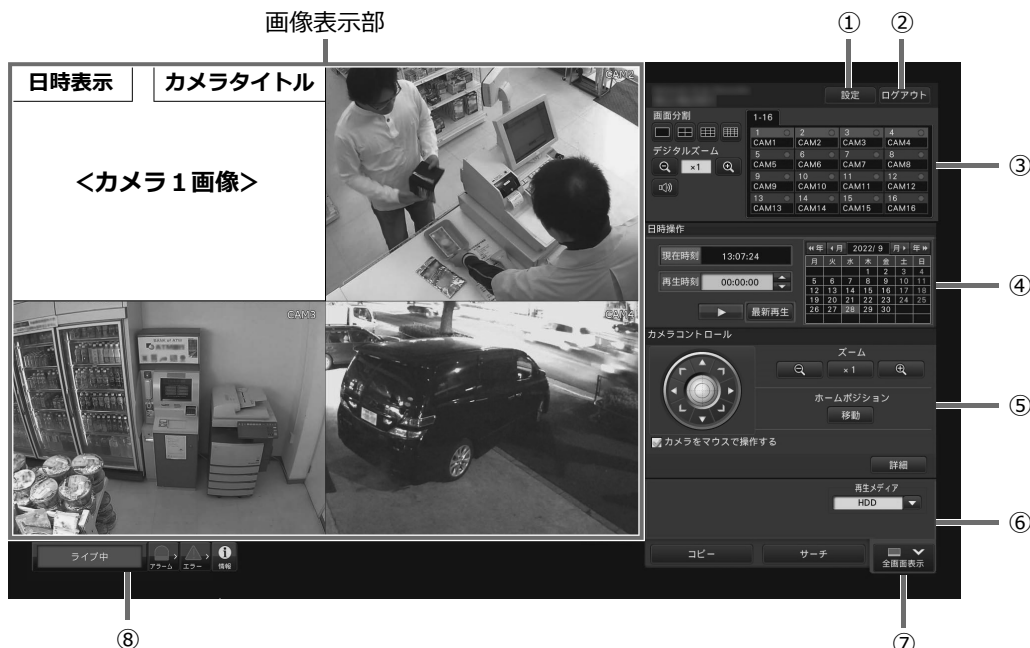 画像表示部
① ②
日時表示 カメラタイトル
CAM2
<カメラ１画像>
CAM3
CAM4
設定 ログアウト
画面分割
1-16
デジタルズーム
×1
1 2 3 4
CAM1 CAM2 CAM3 CAM4
5 6 7 8
CAM5 CAM6 CAM7 CAM8
9 10 11 12
CAM9 CAM10 CAM11 CAM12
13 14 15 16
CAM13 CAM14 CAM15 CAM16
③
日時操作
現在時刻 13:07:24
再生時刻 00:00:00
最新再生
年 月 2022/ 9 月 年
月 火 水 木 金 土 日
1 2 3 4
5 6 7 8 9 10 11
12 13 14 15 16 17 18
19 20 21 22 23 24 25
26 27 28 29 30
④
カメラコントロール
ズーム
×1
ホームポジション
移動
⑤
カメラをマウスで操作する
詳細
再生メディア
HDD
⑥
コピー サーチ
全画面表示
ライブ中 アラーム エラー 情報
⑧ ⑦